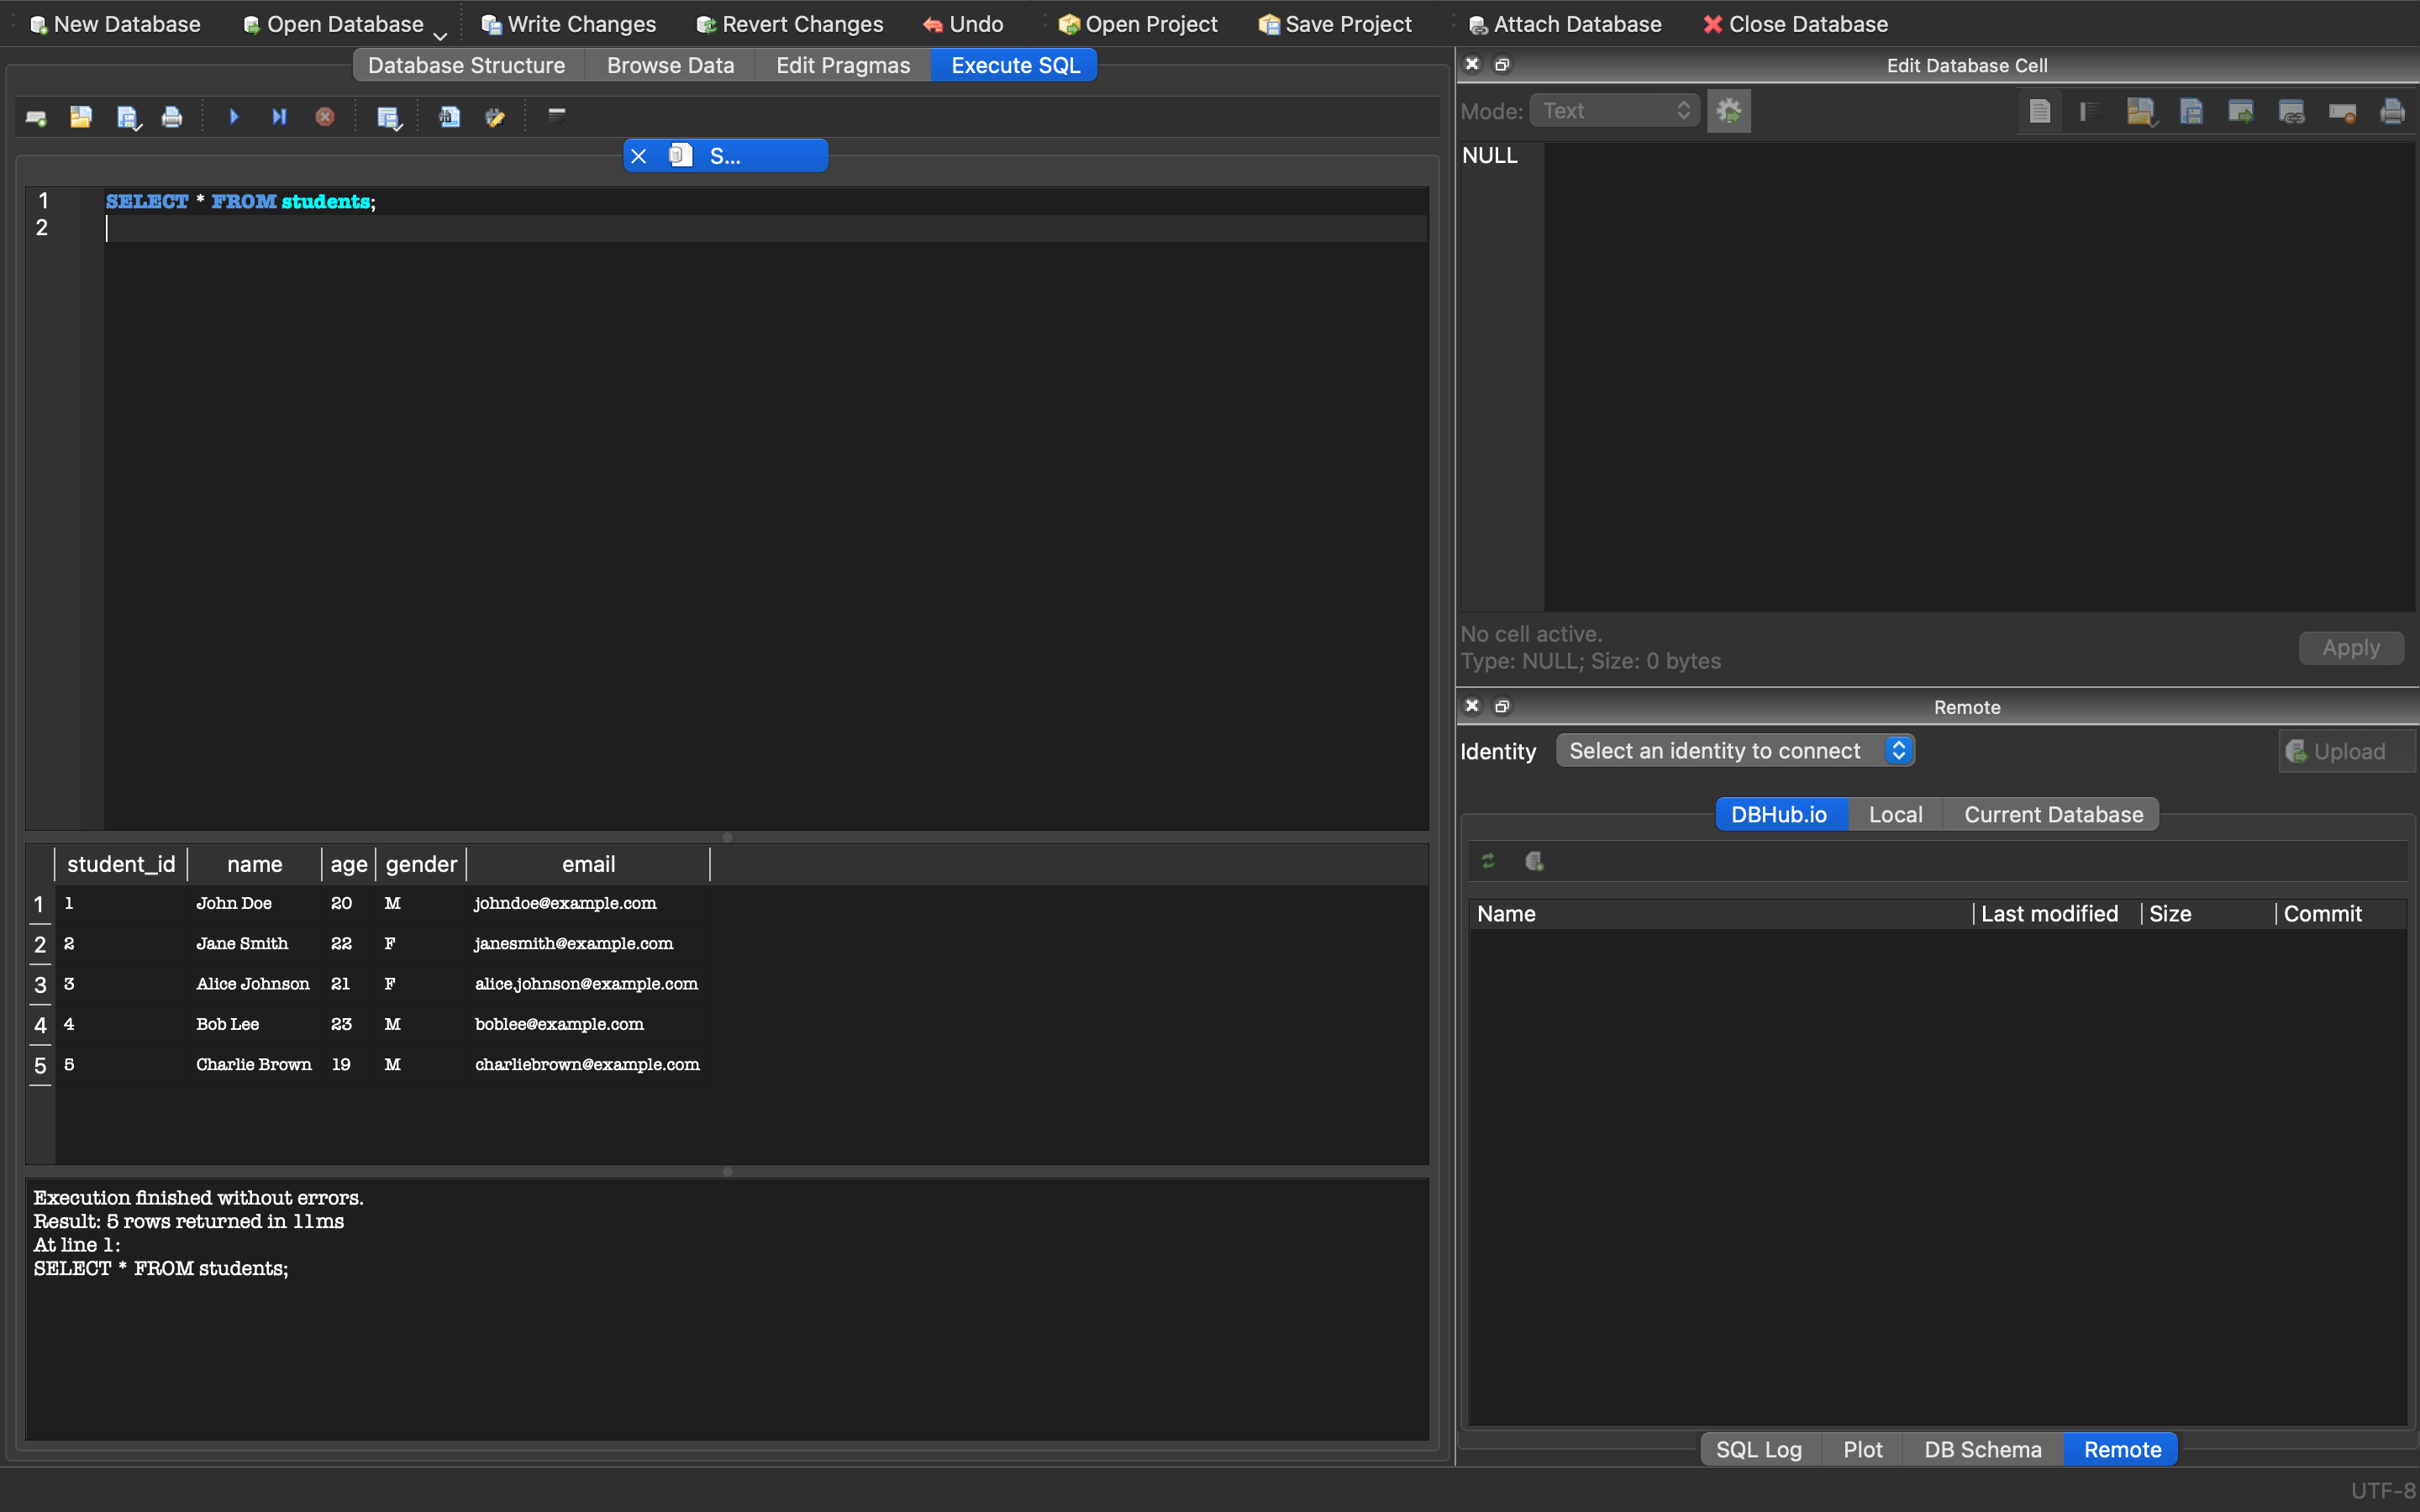 New Database Open Database Write Changes Revert Changes Undo Open Project Save Project Attach Database Close Database
Database Structure Browse Data Edit Pragmas Execute SQL
S...
1 SELECT * FROM students;
2
student_id name age gender email
1 1 John Doe 20 M johndoe@example.com
2 2 Jane Smith 22 F janesmith@example.com
3 3 Alice Johnson 21 F alice.johnson@example.com
4 4 Bob Lee 23 M boblee@example.com
5 5 Charlie Brown 19 M charliebrown@example.com
Execution finished without errors.
Result: 5 rows returned in 11ms
At line 1:
SELECT * FROM students;
Edit Database Cell
Mode: Text
NULL
No cell active.
Type: NULL; Size: 0 bytes
Apply
Remote
Identity Select an identity to connect Upload
DBHub.io Local Current Database
Name Last modified Size Commit
SQL Log Plot DB Schema Remote
UTF-8